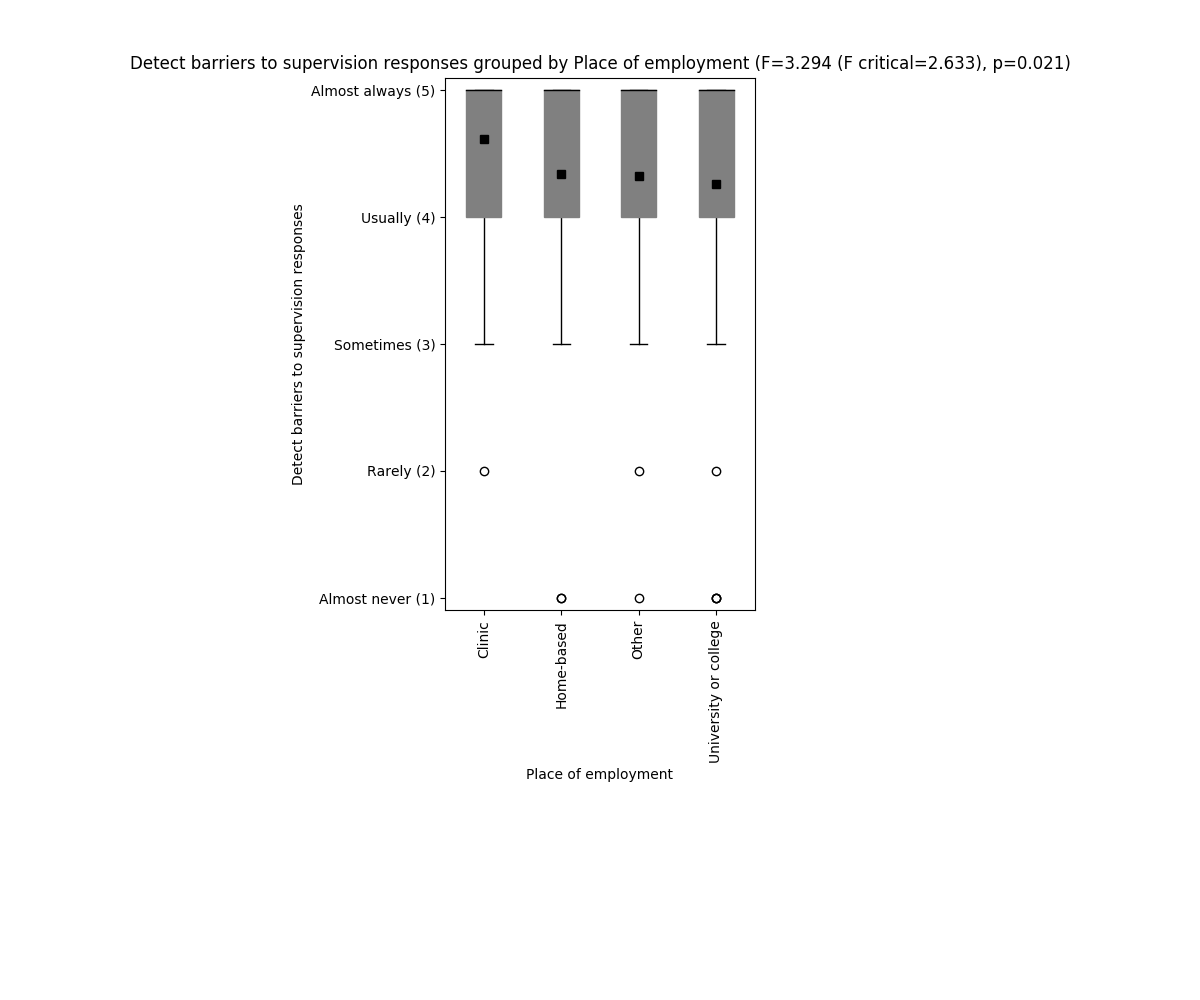 Detect barriers to supervision responses grouped by Place of employment (F=3.294 (F critical=2.633), p=0.021)
Almost always (5)
Usually (4)
Sometimes (3)
Rarely (2)
Almost never (1)
Detect barriers to supervision responses
Clinic
Home-based
Other
University or college
Place of employment